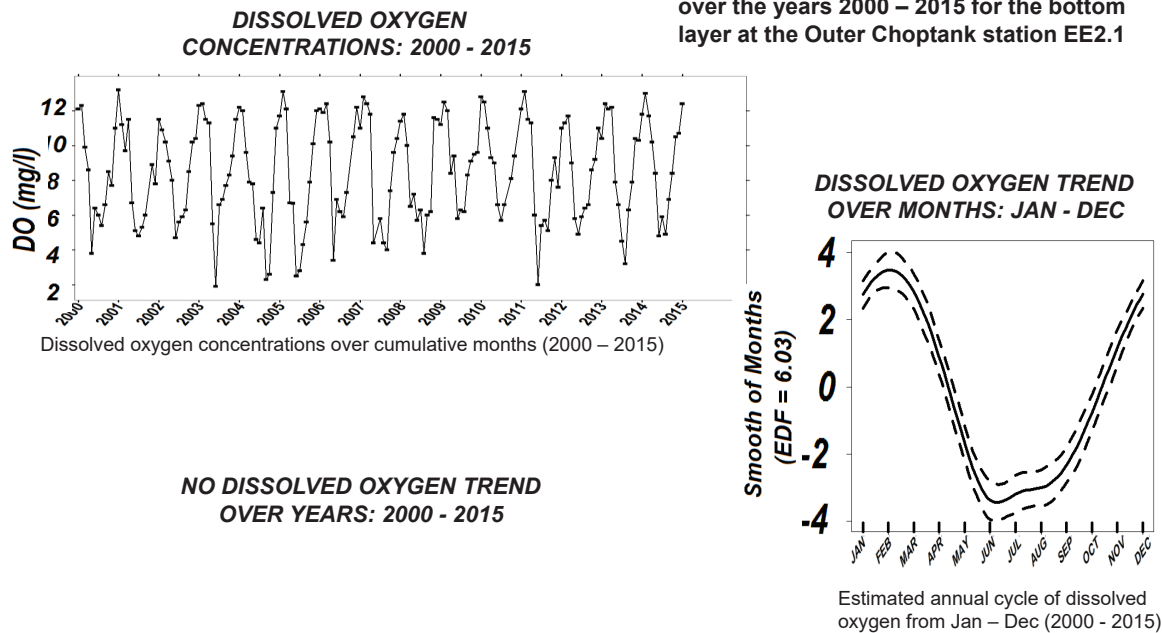 over the years 2000 – 2015 for the bottom
layer at the Outer Choptank station EE2.1
DISSOLVED OXYGEN
CONCENTRATIONS: 2000 - 2015
DO (mg/l)
12
10
8
6
4
2
2000 2001 2002 2003 2004 2005 2006 2007 2008 2009 2010 2011 2012 2013 2014 2015
Dissolved oxygen concentrations over cumulative months (2000 – 2015)
NO DISSOLVED OXYGEN TREND
OVER YEARS: 2000 - 2015
DISSOLVED OXYGEN TREND
OVER MONTHS: JAN - DEC
Smooth of Months
(EDF = 6.03)
4
2
0
-2
-4
JAN FEB MAR APR MAY JUN JUL AUG SEP OCT NOV DEC
Estimated annual cycle of dissolved
oxygen from Jan – Dec (2000 - 2015)